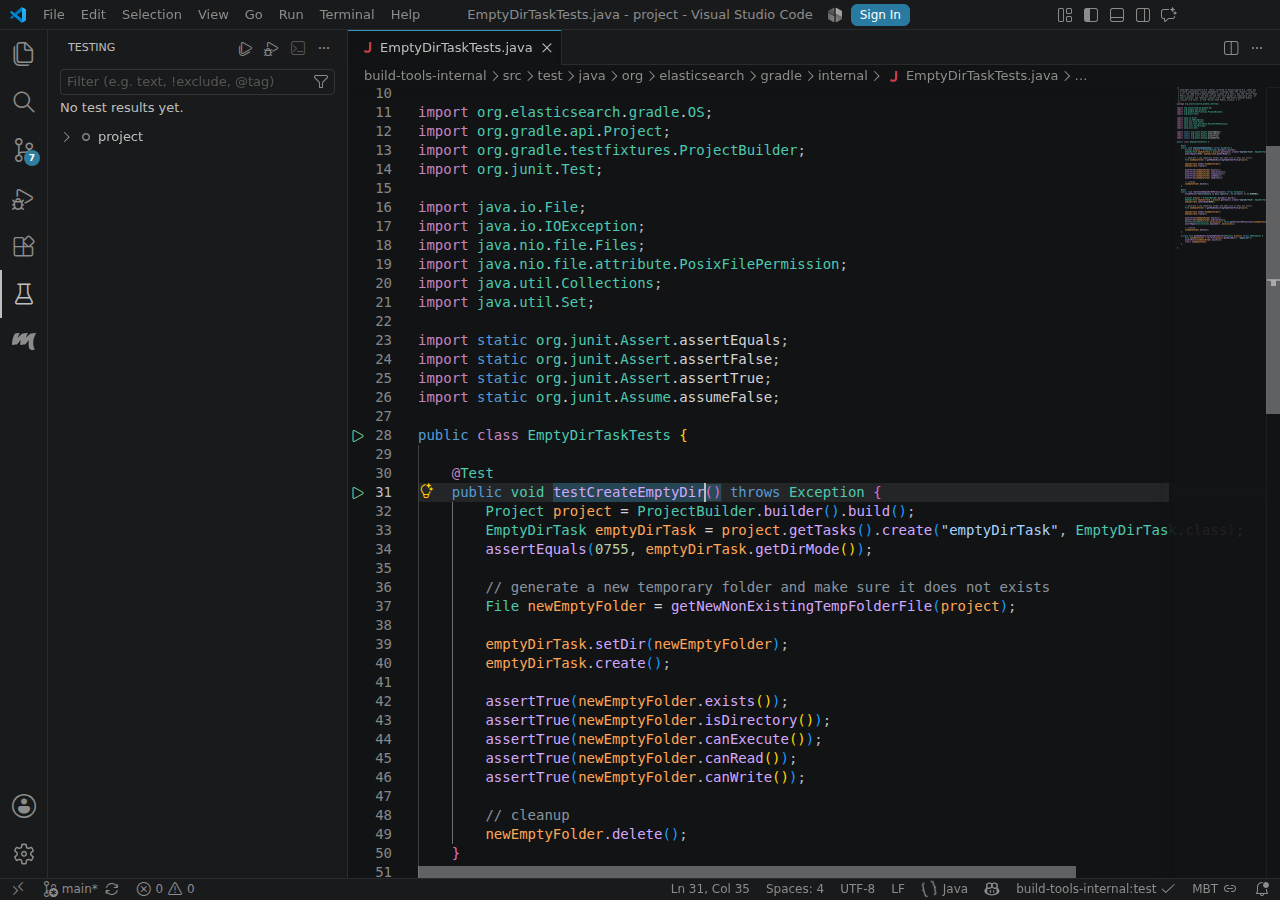 File Edit Selection View Go Run Terminal Help EmptyDirTaskTests.java - project - Visual Studio Code Sign In
TESTING
Filter (e.g. text, !exclude, @tag)
No test results yet.
project
7
EmptyDirTaskTests.java
build-tools-internal > src > test > java > org > elasticsearch > gradle > internal > EmptyDirTaskTests.java > ...
10
11 import org.elasticsearch.gradle.OS;
12 import org.gradle.api.Project;
13 import org.gradle.testfixtures.ProjectBuilder;
14 import org.junit.Test;
15
16 import java.io.File;
17 import java.io.IOException;
18 import java.nio.file.Files;
19 import java.nio.file.attribute.PosixFilePermission;
20 import java.util.Collections;
21 import java.util.Set;
22
23 import static org.junit.Assert.assertEquals;
24 import static org.junit.Assert.assertFalse;
25 import static org.junit.Assert.assertTrue;
26 import static org.junit.Assume.assumeFalse;
27
28 public class EmptyDirTaskTests {
29
30 @Test
31 public void testCreateEmptyDir() throws Exception {
32 Project project = ProjectBuilder.builder().build();
33 EmptyDirTask emptyDirTask = project.getTasks().create("emptyDirTask", EmptyDirTask.class);
34 assertEquals(0755, emptyDirTask.getDirMode());
35
36 // generate a new temporary folder and make sure it does not exists
37 File newEmptyFolder = getNewNonExistingTempFolderFile(project);
38
39 emptyDirTask.setDir(newEmptyFolder);
40 emptyDirTask.create();
41
42 assertTrue(newEmptyFolder.exists());
43 assertTrue(newEmptyFolder.isDirectory());
44 assertTrue(newEmptyFolder.canExecute());
45 assertTrue(newEmptyFolder.canRead());
46 assertTrue(newEmptyFolder.canWrite());
47
48 // cleanup
49 newEmptyFolder.delete();
50 }
51
main* 0 0 Ln 31, Col 35 Spaces: 4 UTF-8 LF Java build-tools-internal:test MBT